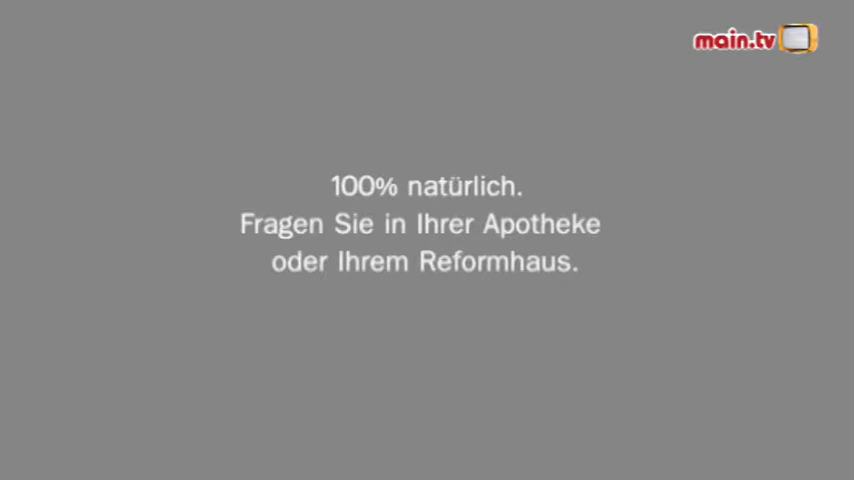 main.tv
100% natürlich.
Fragen Sie in Ihrer Apotheke
oder Ihrem Reformhaus.